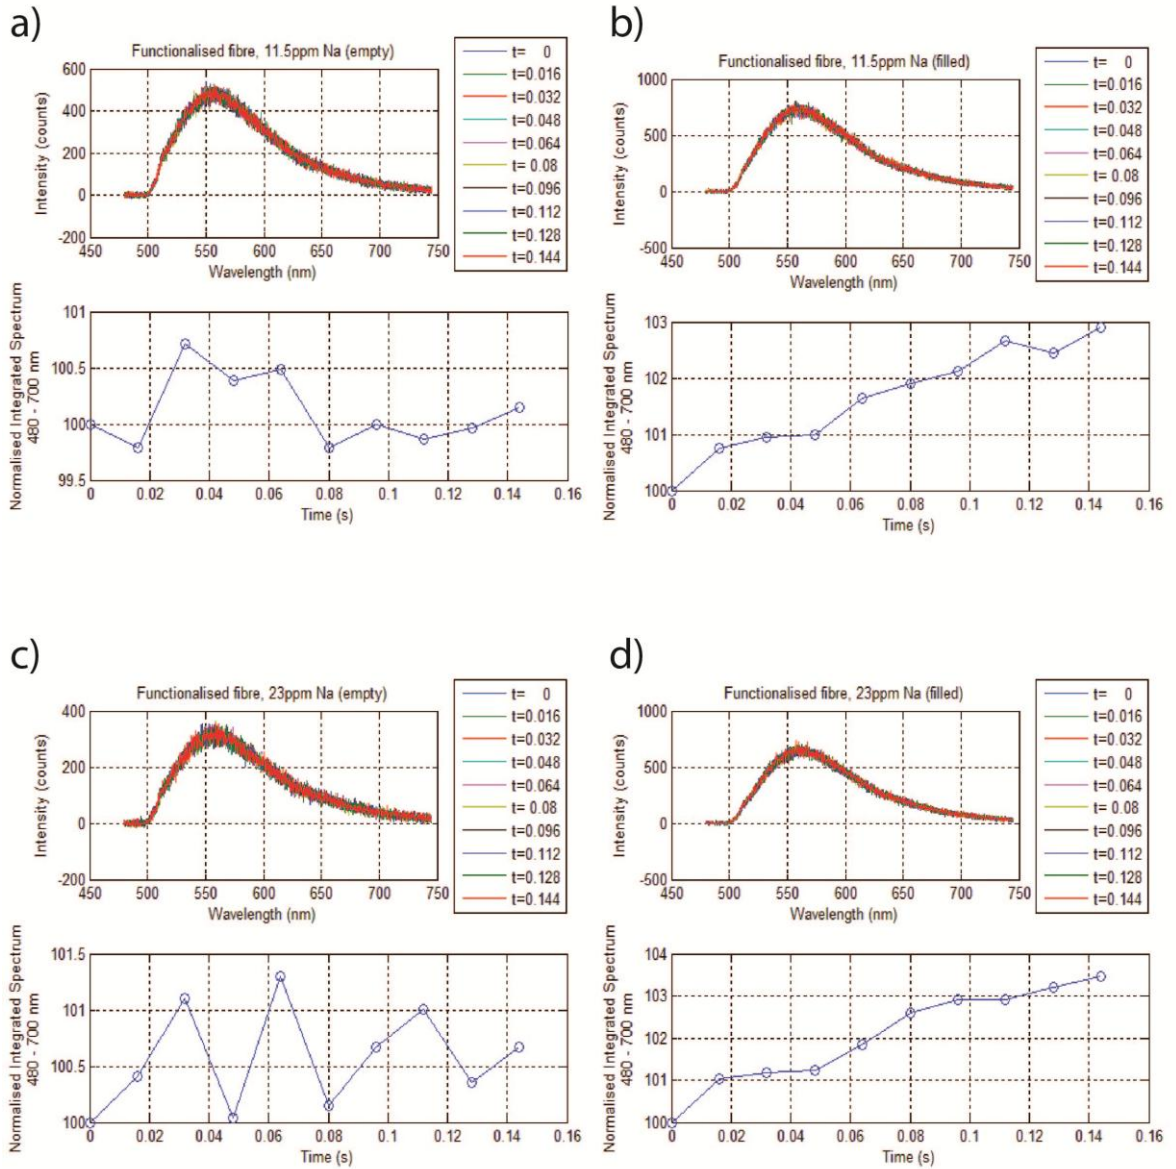 a)
Functionalised fibre, 11.5ppm Na (empty)
600
400
200
0
-200
Intensity (counts)
450 500 550 600 650 700 750
Wavelength (nm)
t= 0
t=0.016
t=0.032
t=0.048
t=0.064
t= 0.08
t=0.096
t=0.112
t=0.128
t=0.144
101
100.5
100
99.5
Normalised Integrated Spectrum
480 - 700 nm
0 0.02 0.04 0.06 0.08 0.1 0.12 0.14 0.16
Time (s)
b)
Functionalised fibre, 11.5ppm Na (filled)
1000
500
0
-500
Intensity (counts)
450 500 550 600 650 700 750
Wavelength (nm)
t= 0
t=0.016
t=0.032
t=0.048
t=0.064
t= 0.08
t=0.096
t=0.112
t=0.128
t=0.144
103
102
101
100
Normalised Integrated Spectrum
480 - 700 nm
0 0.02 0.04 0.06 0.08 0.1 0.12 0.14 0.16
Time (s)
c)
Functionalised fibre, 23ppm Na (empty)
400
200
0
-200
Intensity (counts)
450 500 550 600 650 700 750
Wavelength (nm)
t= 0
t=0.016
t=0.032
t=0.048
t=0.064
t= 0.08
t=0.096
t=0.112
t=0.128
t=0.144
101.5
101
100.5
100
Normalised Integrated Spectrum
480 - 700 nm
0 0.02 0.04 0.06 0.08 0.1 0.12 0.14 0.16
Time (s)
d)
Functionalised fibre, 23ppm Na (filled)
1000
500
0
-500
Intensity (counts)
450 500 550 600 650 700 750
Wavelength (nm)
t= 0
t=0.016
t=0.032
t=0.048
t=0.064
t= 0.08
t=0.096
t=0.112
t=0.128
t=0.144
104
103
102
101
100
Normalised Integrated Spectrum
480 - 700 nm
0 0.02 0.04 0.06 0.08 0.1 0.12 0.14 0.16
Time (s)